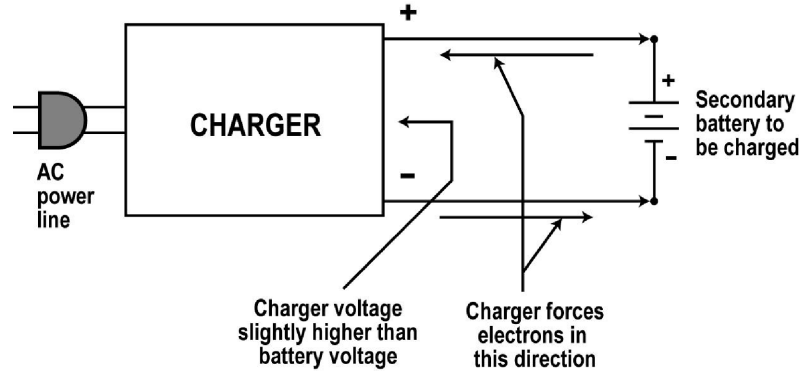 +
CHARGER
AC
power
line
-
+
-
Secondary
battery to
be charged
Charger voltage
slightly higher than
battery voltage
Charger forces
electrons in
this direction